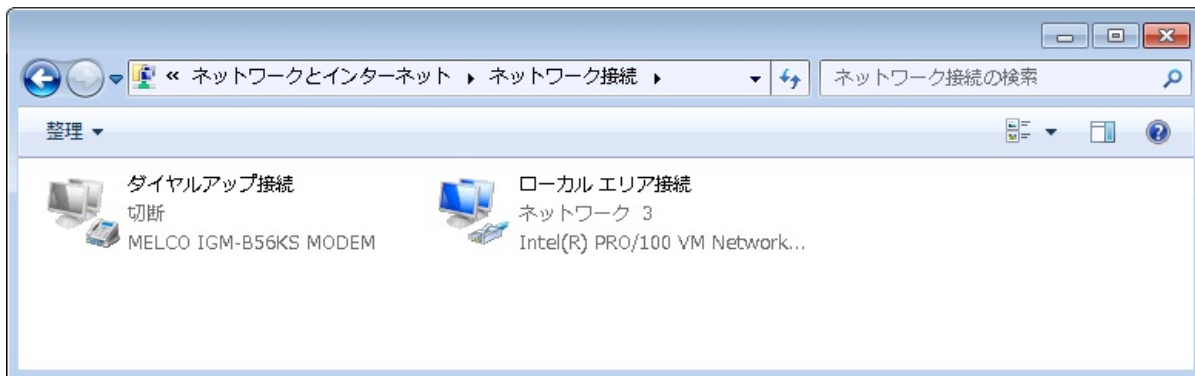 « ネットワークとインターネット ▸ ネットワーク接続 ▸
ネットワーク接続の検索
整理
ダイヤルアップ接続
切断
MELCO IGM-B56KS MODEM
ローカル エリア接続
ネットワーク 3
Intel(R) PRO/100 VM Network...